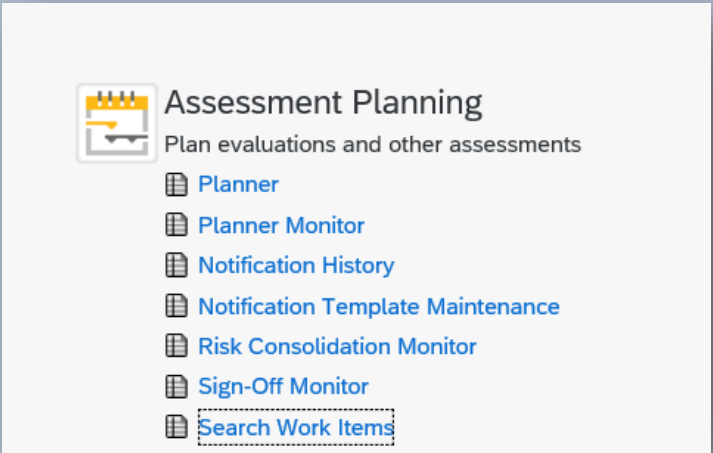 Assessment Planning
Plan evaluations and other assessments
Planner
Planner Monitor
Notification History
Notification Template Maintenance
Risk Consolidation Monitor
Sign-Off Monitor
Search Work Items